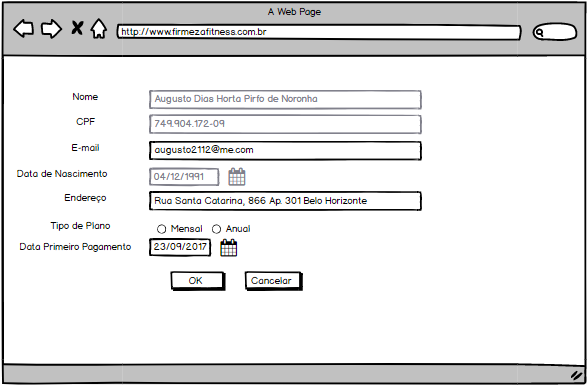 A Web Page
http://www.firmezafitness.com.br
Nome Augusto Dias Horta Pirfo de Noronha
CPF 749.904.172-09
E-mail augusto2112@me.com
Data de Nascimento 04/12/1991
Endereço Rua Santa Catarina, 866 Ap. 301 Belo Horizonte
Tipo de Plano Mensal Anual
Data Primeiro Pagamento 23/09/2017
OK Cancelar